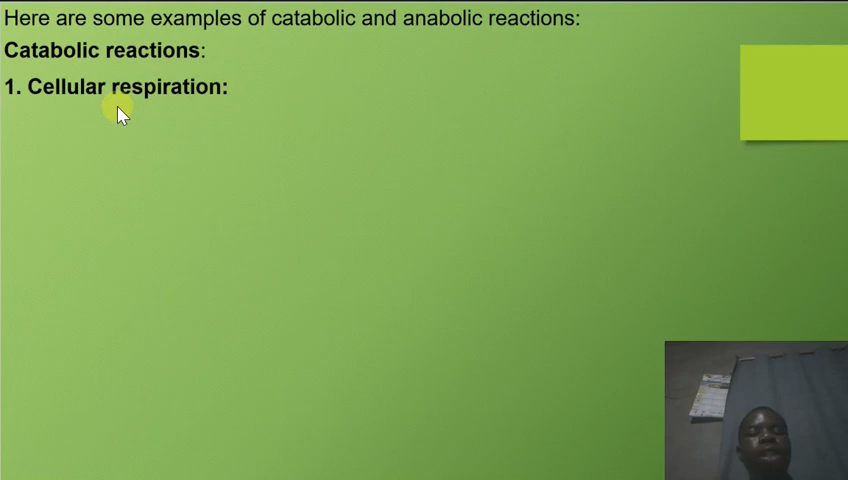 Here are some examples of catabolic and anabolic reactions:
Catabolic reactions:
1. Cellular respiration: